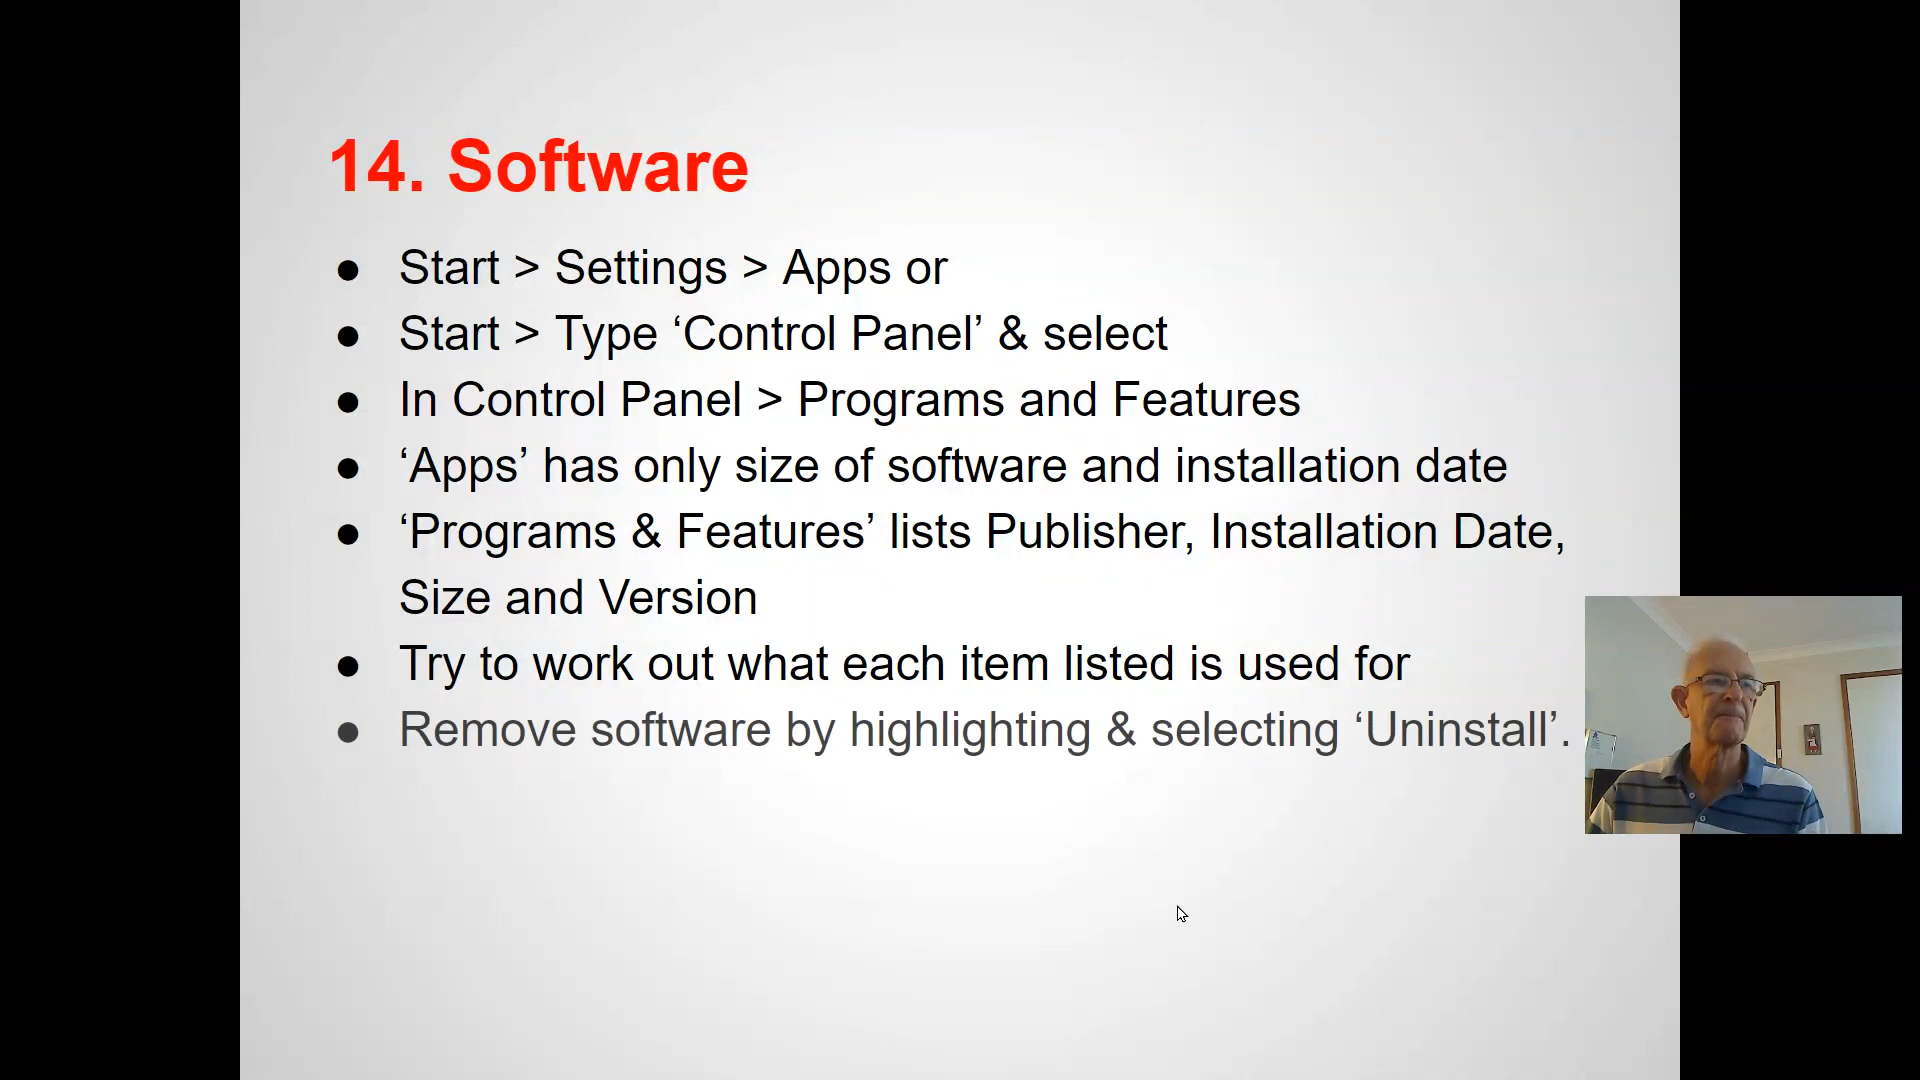 14. Software
● Start > Settings > Apps or
● Start > Type ‘Control Panel’ & select
● In Control Panel > Programs and Features
● ‘Apps’ has only size of software and installation date
● ‘Programs & Features’ lists Publisher, Installation Date,
Size and Version
● Try to work out what each item listed is used for
● Remove software by highlighting & selecting ‘Uninstall’.